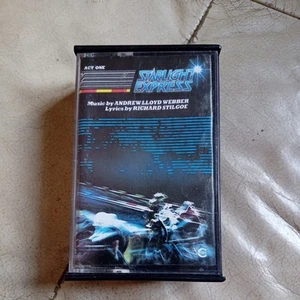 ACT ONE
STARLIGHT
EXPRESS
Music by ANDREW LLOYD WEBBER
Lyrics by RICHARD STILGOE